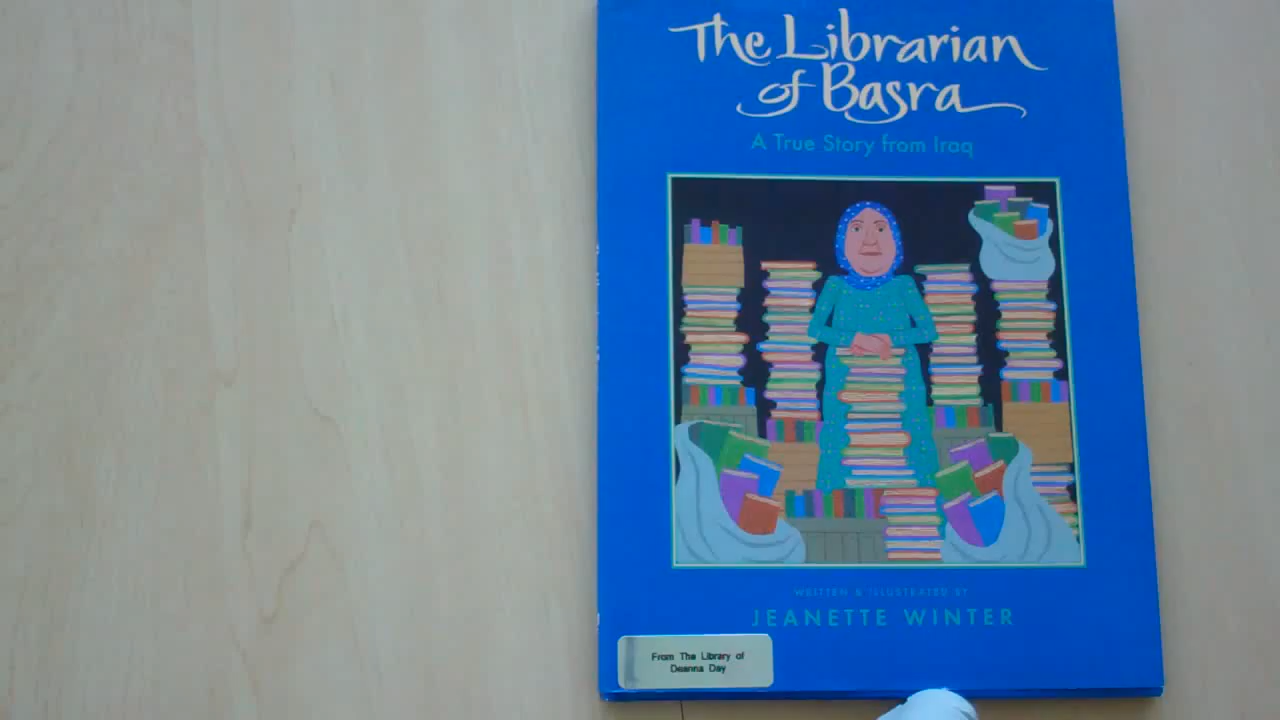 The Librarian
of Basra
A True Story from Iraq
WRITTEN & ILLUSTRATED BY
JEANETTE WINTER
From The Library of
Deanna Day